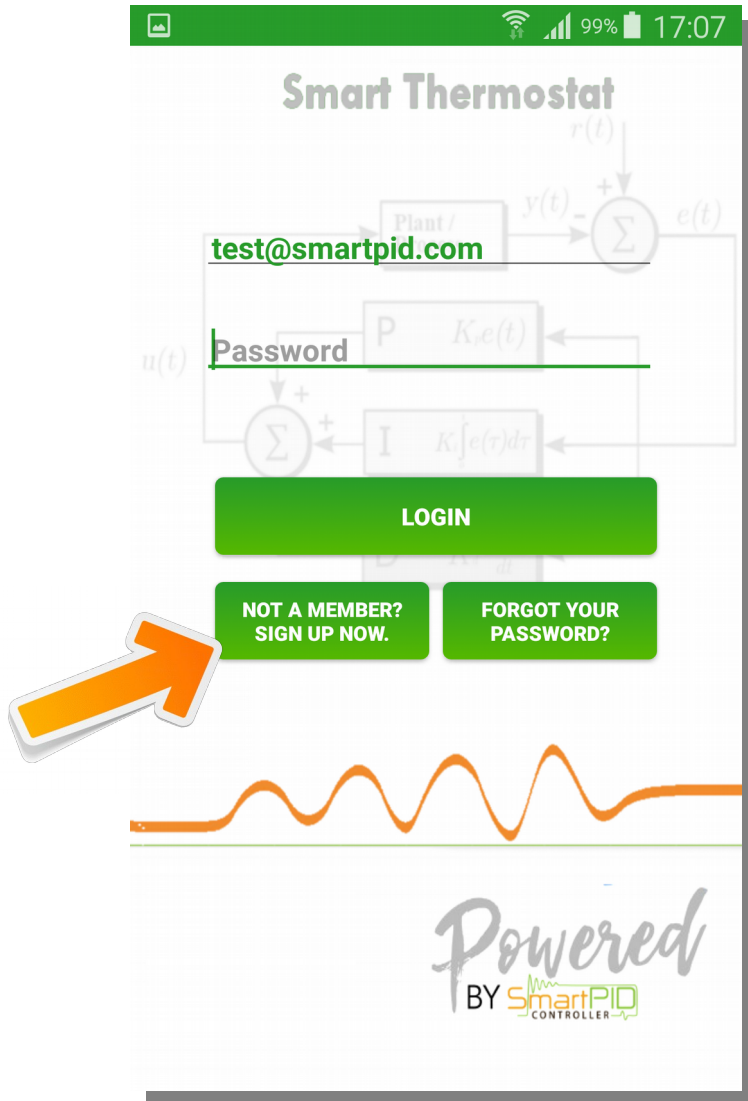 99% 17:07
Smart Thermostat
r(t)
y(t)
e(t)
Plant /
test@smartpid.com
P
u(t)
Password
I
LOGIN
D
dt
NOT A MEMBER?
SIGN UP NOW.
FORGOT YOUR
PASSWORD?
Powered
BY SmartPID
CONTROLLER